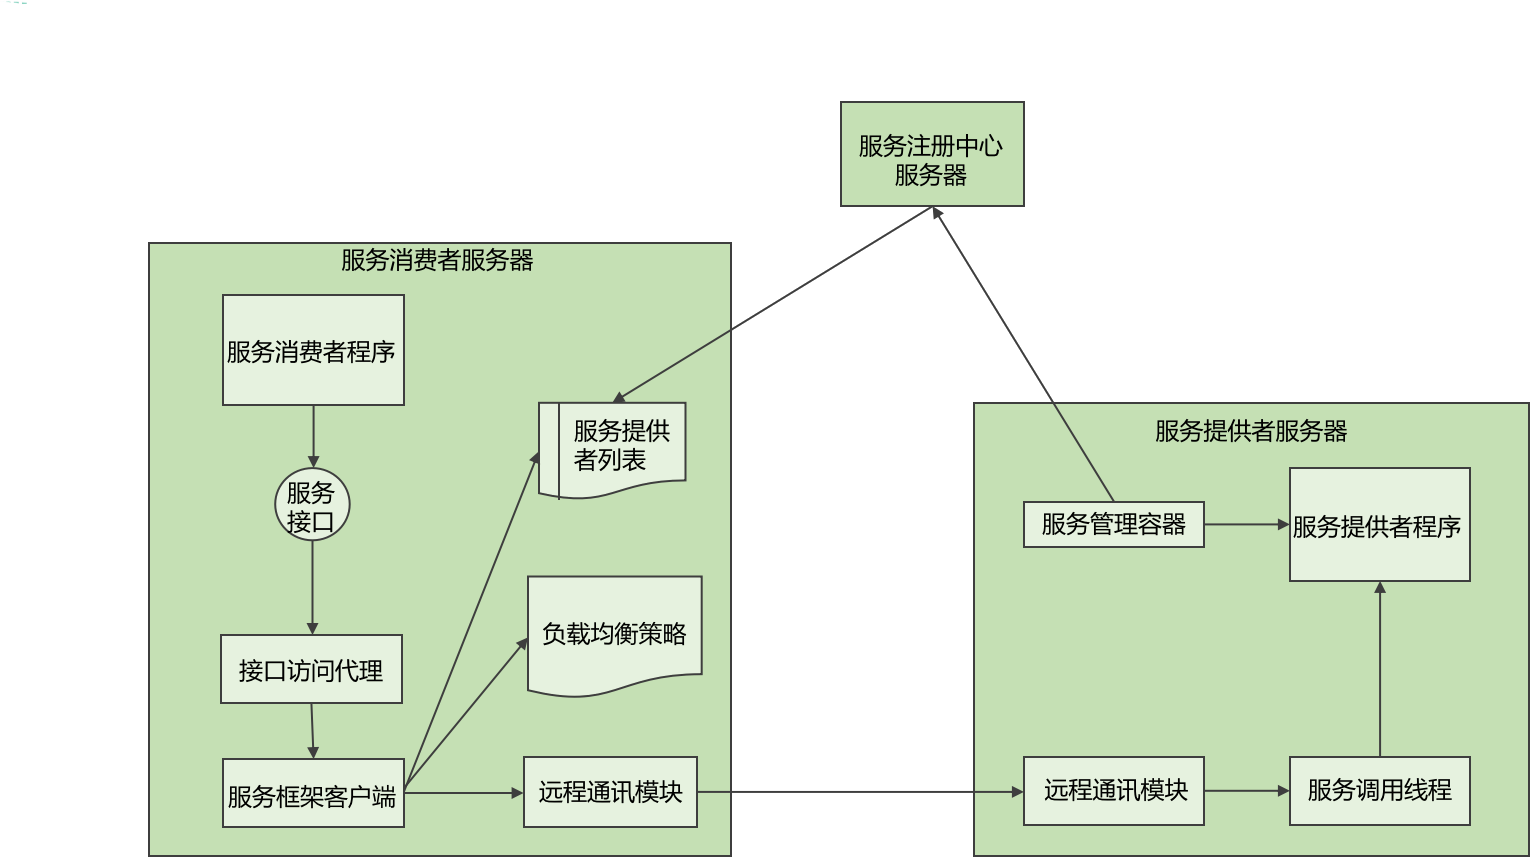 服务注册中心
服务器
服务消费者服务器
服务消费者程序
服务提供
者列表
服务
接口
负载均衡策略
接口访问代理
服务框架客户端
远程通讯模块
服务提供者服务器
服务管理容器
服务提供者程序
远程通讯模块
服务调用线程